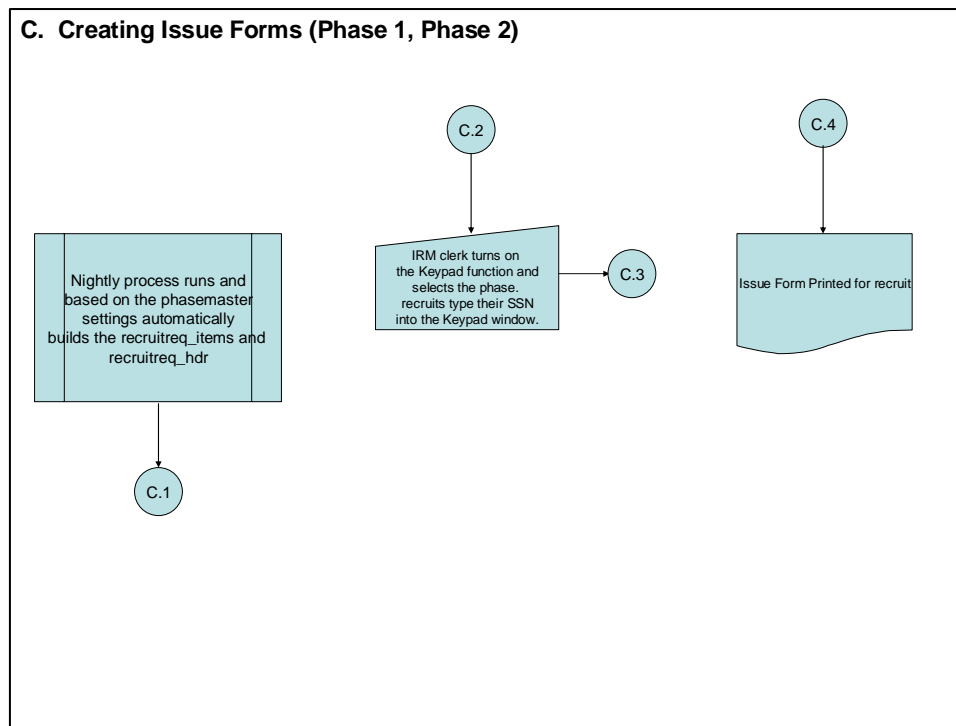 C. Creating Issue Forms (Phase 1, Phase 2)
C.2
C.4
Nightly process runs and
based on the phasemaster
settings automatically
builds the recruitreq_items and
recruitreq_hdr
IRM clerk turns on
the Keypad function and
selects the phase.
recruits type their SSN
into the Keypad window.
C.3
Issue Form Printed for recruit
C.1